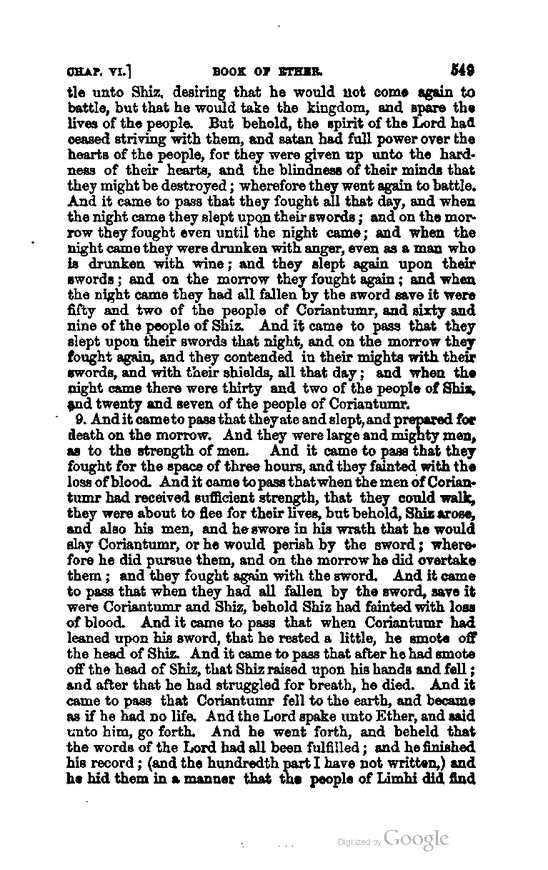 CHAP. VI.] BOOK OF ETHER. 549
tle unto Shiz, desiring that he would not come again to
battle, but that he would take the kingdom, and spare the
lives of the people. But behold, the spirit of the Lord had
ceased striving with them, and satan had full power over the
hearts of the people, for they were given up unto the hard-
ness of their hearts, and the blindness of their minds that
they might be destroyed; wherefore they went again to battle.
And it came to pass that they fought all that day, and when
the night came they slept upon their swords; and on the mor-
row they fought even until the night came; and when the
night came they were drunken with anger, even as a man who
is drunken with wine; and they slept again upon their
swords; and on the morrow they fought again; and when
the night came they had all fallen by the sword save it were
fifty and two of the people of Coriantumr, and sixty and
nine of the people of Shiz. And it came to pass that they
slept upon their swords that night, and on the morrow they
fought again, and they contended in their mights with their
swords, and with their shields, all that day; and when the
night came there were thirty and two of the people of Shiz,
and twenty and seven of the people of Coriantumr.
9. And it came to pass that they ate and slept, and prepared for
death on the morrow. And they were large and mighty men,
as to the strength of men. And it came to pass that they
fought for the space of three hours, and they fainted with the
loss of blood. And it came to pass that when the men of Corian-
tumr had received sufficient strength, that they could walk,
they were about to flee for their lives, but behold, Shiz arose,
and also his men, and he swore in his wrath that he would
slay Coriantumr, or he would perish by the sword; where-
fore he did pursue them, and on the morrow he did overtake
them; and they fought again with the sword. And it came
to pass that when they had all fallen by the sword, save it
were Coriantumr and Shiz, behold Shiz had fainted with loss
of blood. And it came to pass that when Coriantumr had
leaned upon his sword, that he rested a little, he smote off
the head of Shiz. And it came to pass that after he had smote
off the head of Shiz, that Shiz raised upon his hands and fell;
and after that he had struggled for breath, he died. And it
came to pass that Coriantumr fell to the earth, and became
as if he had no life. And the Lord spake unto Ether, and said
unto him, go forth. And he went forth, and beheld that
the words of the Lord had all been fulfilled; and he finished
his record; (and the hundredth part I have not written,) and
he hid them in a manner that the people of Limhi did find
Digitized by Google